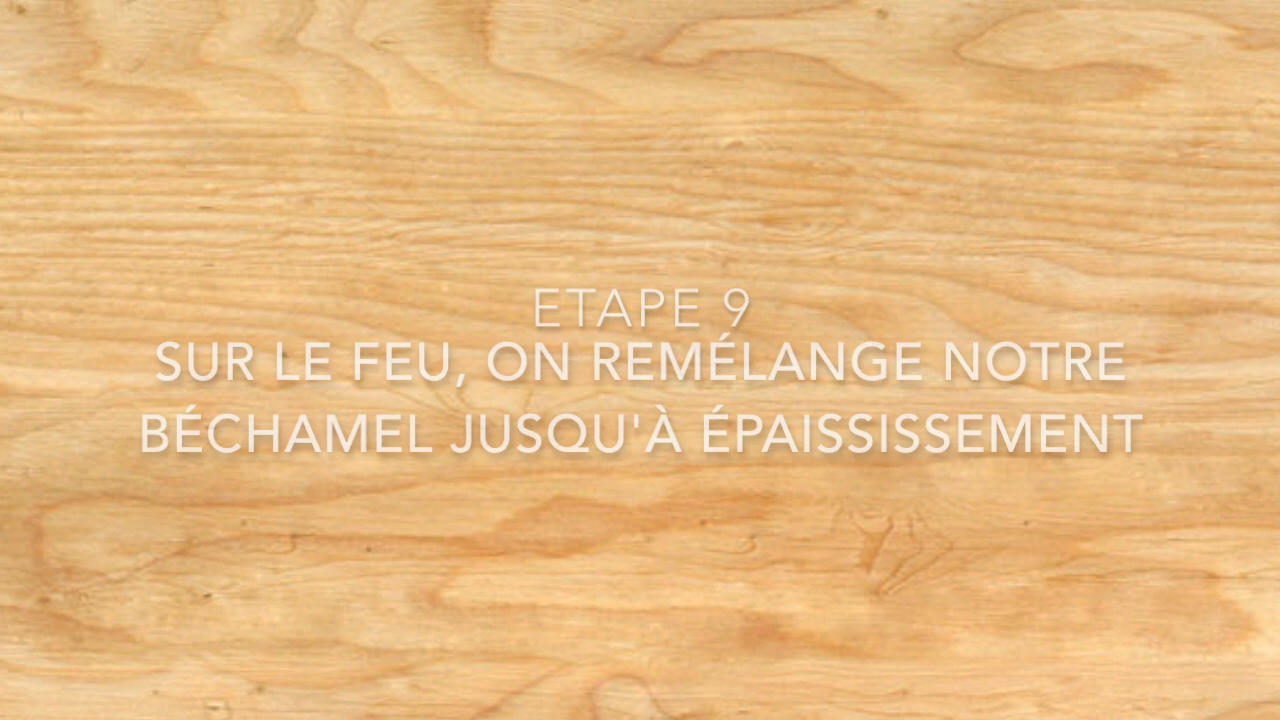 ETAPE 9
SUR LE FEU, ON REMÉLANGE NOTRE
BÉCHAMEL JUSQU'À ÉPAISSISSEMENT